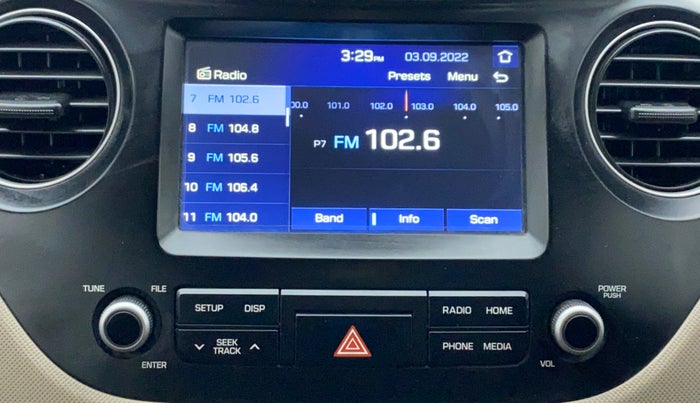 3:29PM 03.09.2022
Radio Presets Menu
7 FM 102.6
8 FM 104.8
9 FM 105.6
10 FM 106.4
11 FM 104.0
00.0 101.0 102.0 103.0 104.0 105.0
P7 FM 102.6
Band Info Scan
TUNE FILE
ENTER
SETUP DISP
SEEK
TRACK
RADIO HOME
PHONE MEDIA
POWER
PUSH
VOL